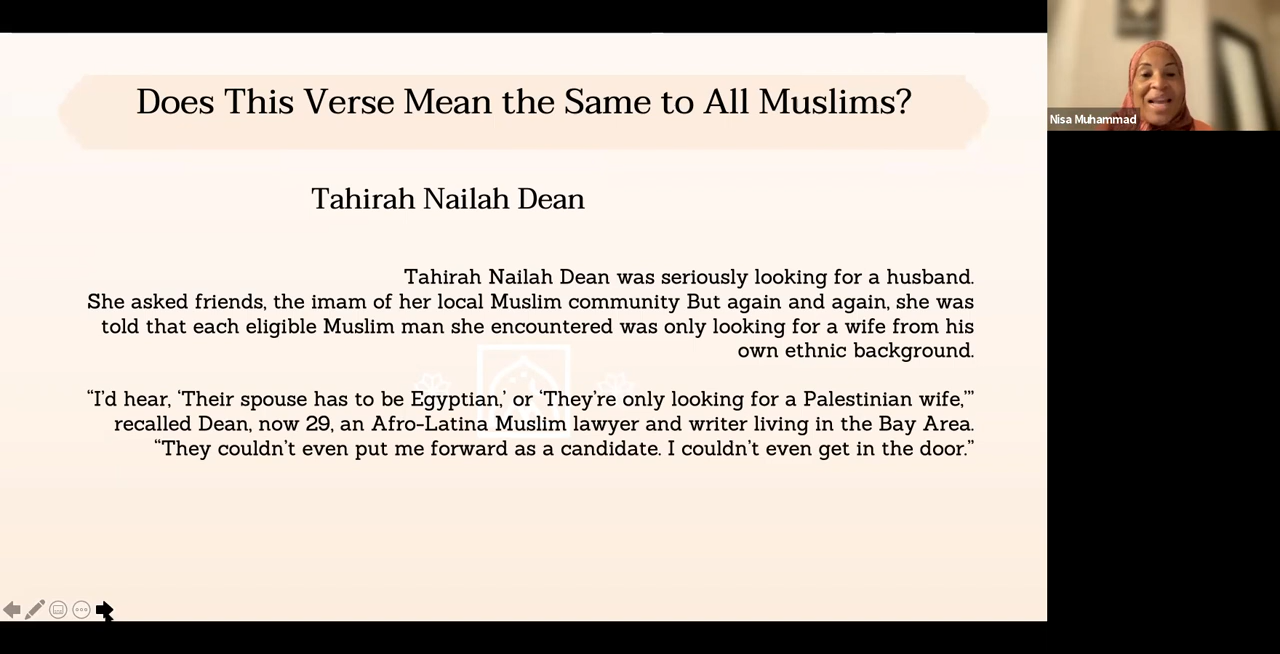 Does This Verse Mean the Same to All Muslims?
Tahirah Nailah Dean
Tahirah Nailah Dean was seriously looking for a husband.
She asked friends, the imam of her local Muslim community But again and again, she was
told that each eligible Muslim man she encountered was only looking for a wife from his
own ethnic background.
“I’d hear, ‘Their spouse has to be Egyptian,’ or ‘They’re only looking for a Palestinian wife,’”
recalled Dean, now 29, an Afro-Latina Muslim lawyer and writer living in the Bay Area.
“They couldn’t even put me forward as a candidate. I couldn’t even get in the door.”
Nisa Muhammad